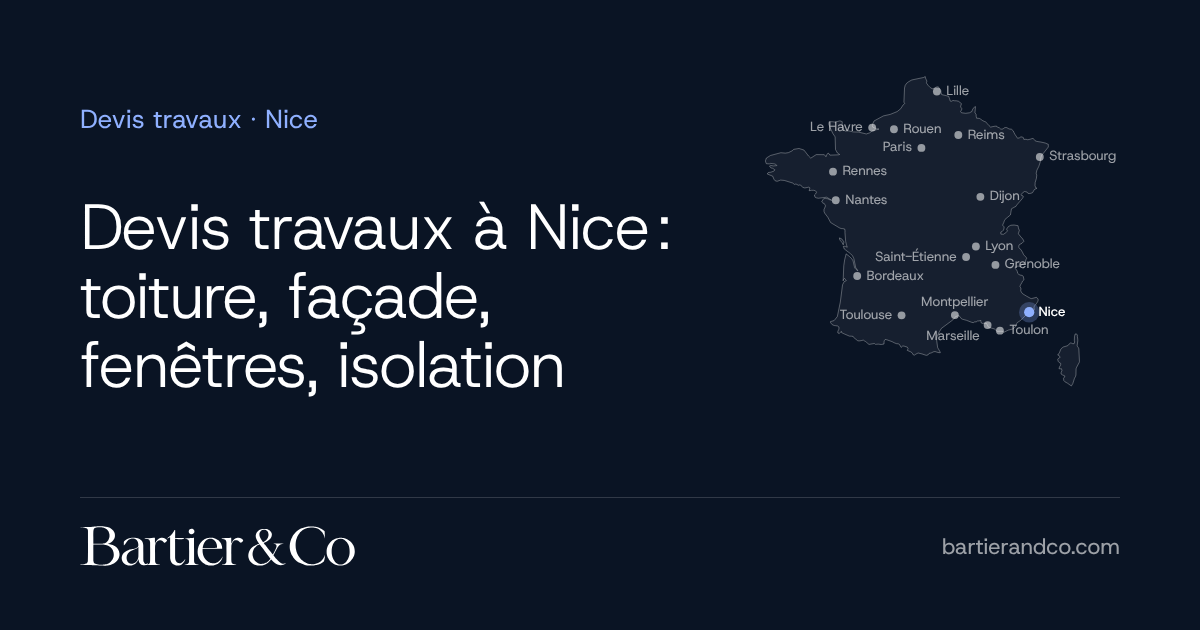 Devis travaux · Nice
Devis travaux à Nice :
toiture, façade,
fenêtres, isolation
Lille
Le Havre
Rouen
Reims
Paris
Strasbourg
Rennes
Dijon
Nantes
Lyon
Saint-Étienne
Grenoble
Bordeaux
Montpellier
Nice
Toulouse
Toulon
Marseille
Bartier & Co
bartierandco.com